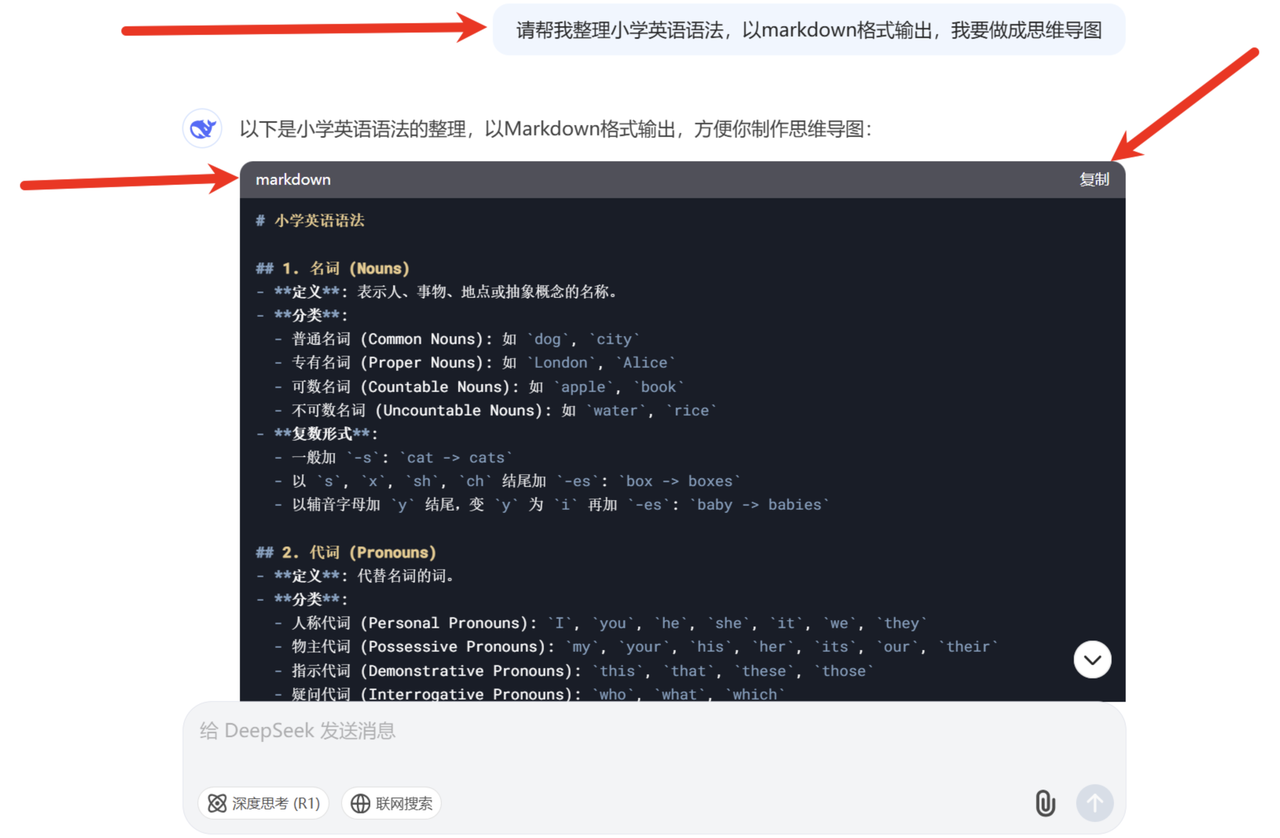 请帮我整理小学英语语法，以markdown格式输出，我要做成思维导图
以下是小学英语语法的整理，以Markdown格式输出，方便你制作思维导图：
markdown 复制
# 小学英语语法
## 1. 名词 (Nouns)
- **定义**: 表示人、事物、地点或抽象概念的名称。
- **分类**:
  - 普通名词 (Common Nouns): 如 `dog`, `city`
  - 专有名词 (Proper Nouns): 如 `London`, `Alice`
  - 可数名词 (Countable Nouns): 如 `apple`, `book`
  - 不可数名词 (Uncountable Nouns): 如 `water`, `rice`
- **复数形式**:
  - 一般加 `-s`: `cat -> cats`
  - 以 `s`, `x`, `sh`, `ch` 结尾加 `-es`: `box -> boxes`
  - 以辅音字母加 `y` 结尾，变 `y` 为 `i` 再加 `-es`: `baby -> babies`
## 2. 代词 (Pronouns)
- **定义**: 代替名词的词。
- **分类**:
  - 人称代词 (Personal Pronouns): `I`, `you`, `he`, `she`, `it`, `we`, `they`
  - 物主代词 (Possessive Pronouns): `my`, `your`, `his`, `her`, `its`, `our`, `their`
  - 指示代词 (Demonstrative Pronouns): `this`, `that`, `these`, `those`
  - 疑问代词 (Interrogative Pronouns): `who`, `what`, `which`
给 DeepSeek 发送消息
深度思考 (R1) 联网搜索